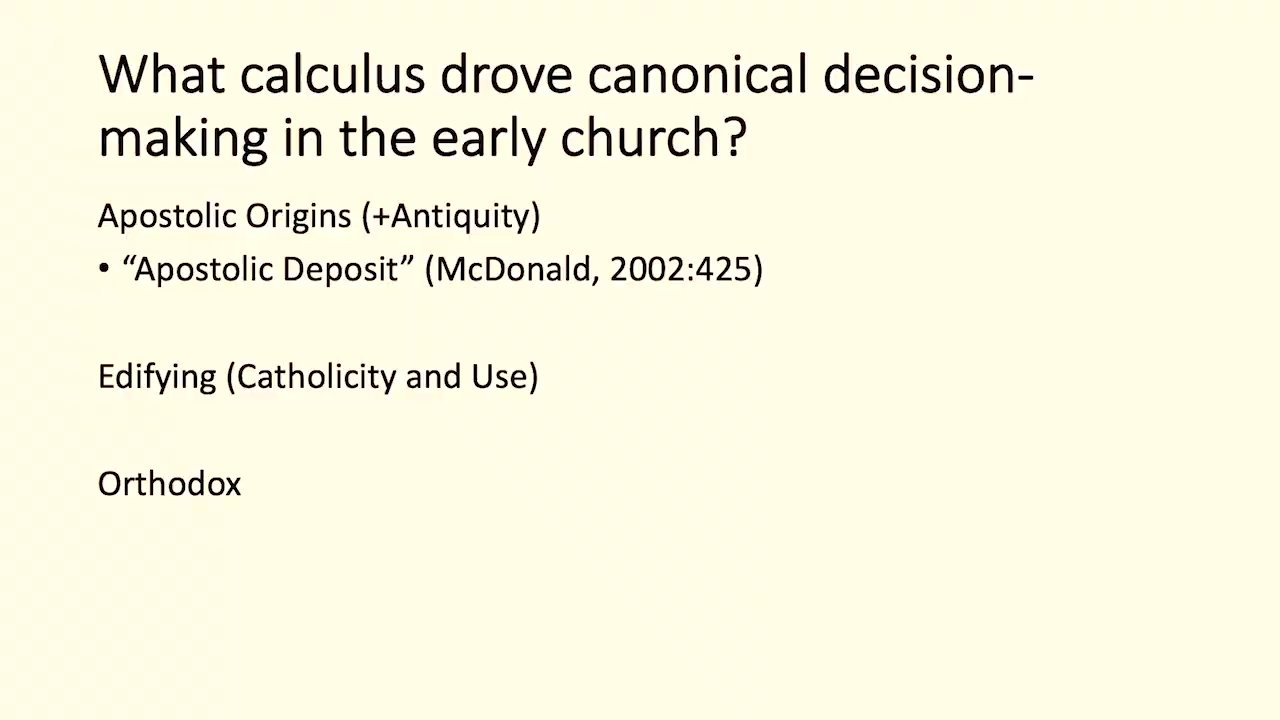 What calculus drove canonical decision-
making in the early church?
Apostolic Origins (+Antiquity)
• “Apostolic Deposit” (McDonald, 2002:425)
Edifying (Catholicity and Use)
Orthodox